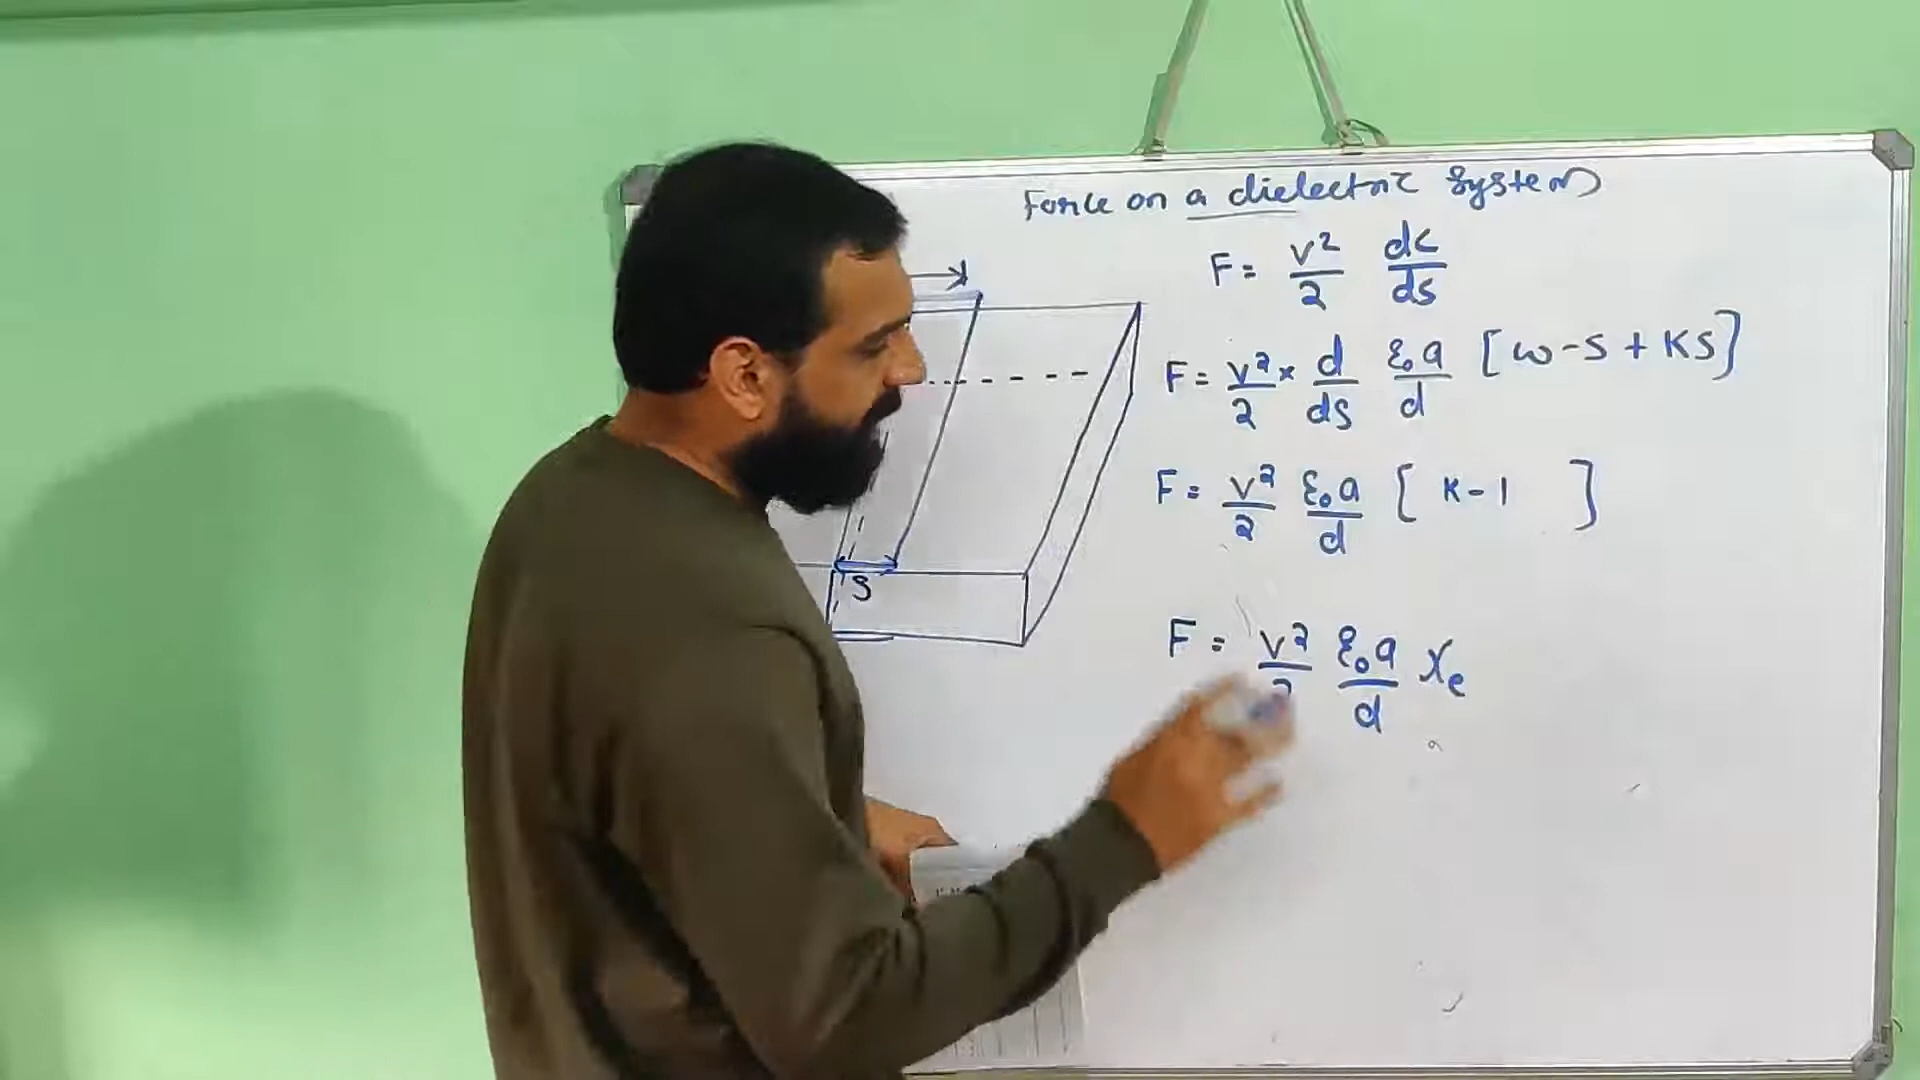 Force on a dielectric System
F = V²/2 dC/dS
F = V²/2 × d/dS ε₀a/d [w-S+KS]
F = V²/2 ε₀a/d [K-1]
S
F = V²/2 ε₀a/d χe